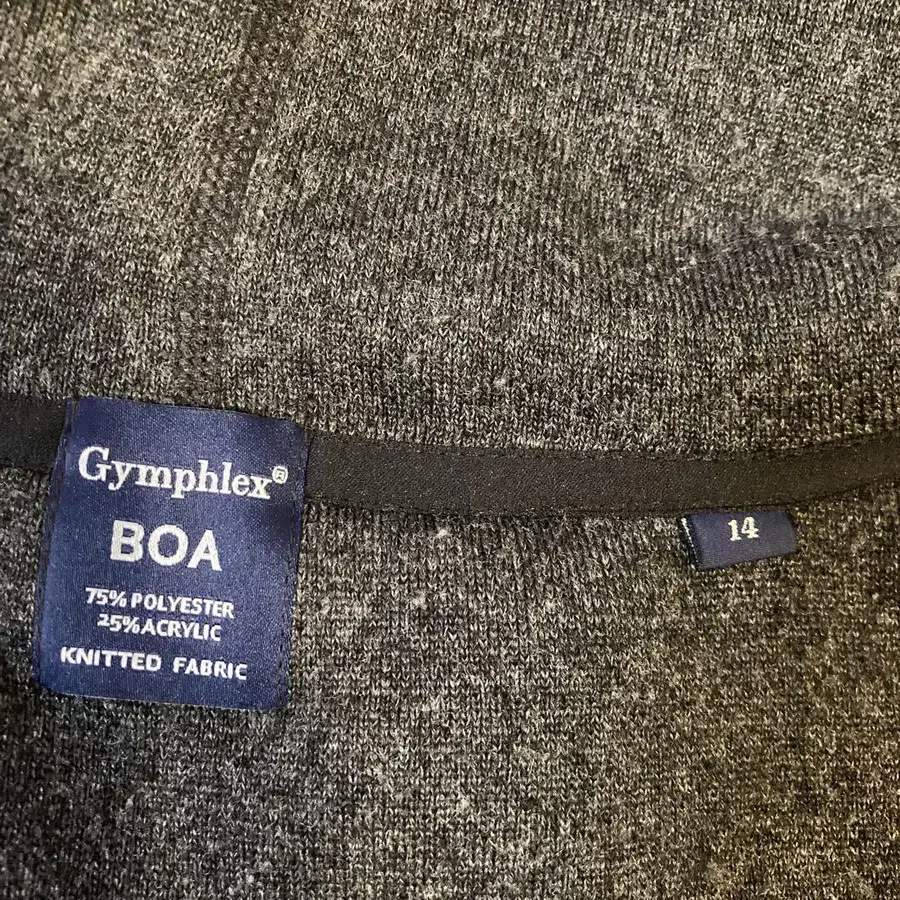 Gymphlex®
BOA
75% POLYESTER
25% ACRYLIC
KNITTED FABRIC
14